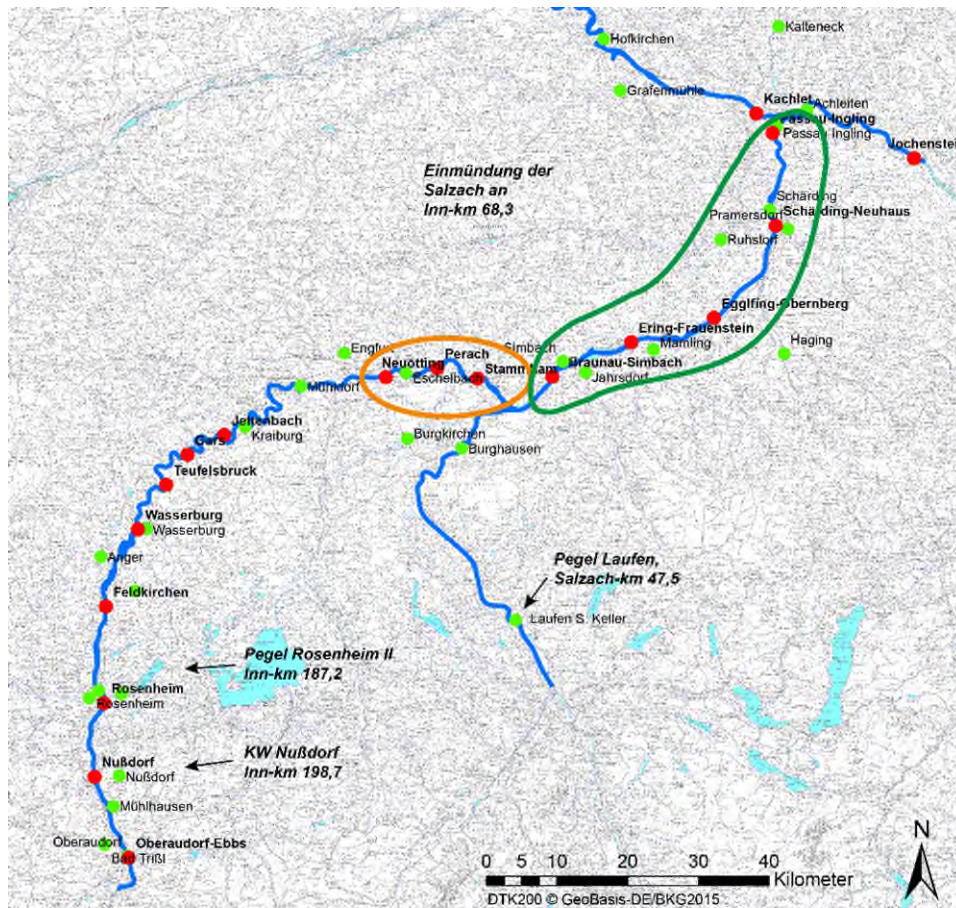 Kalteneck
Hofkirchen
Grafenmühle
Kachlet
Achleiten
Passau-Ingling
Passau Ingling
Jochenstein
Einmündung der
Salzach an
Inn-km 68,3
Schärding
Pramersdorf
Schärding-Neuhaus
Ruhstorf
Egglfing-Obernberg
Ering-Frauenstein
Mamling
Haging
Simbach
Braunau-Simbach
Jahrsdorf
Perach
Neuötting
Stammham
Eschelbach
Mühldorf
Jettenbach
Kraiburg
Gars
Burgkirchen
Burghausen
Teufelsbruck
Wasserburg
Wasserburg
Anger
Feldkirchen
Pegel Laufen,
Salzach-km 47,5
Laufen S. Keller
Pegel Rosenheim II
Inn-km 187,2
Rosenheim
Rosenheim
KW Nußdorf
Inn-km 198,7
Nußdorf
Nußdorf
Mühlhausen
Oberaudorf
Oberaudorf-Ebbs
Bad Trißl
N
0 5 10 20 30 40
Kilometer
DTK200 © GeoBasis-DE/BKG2015